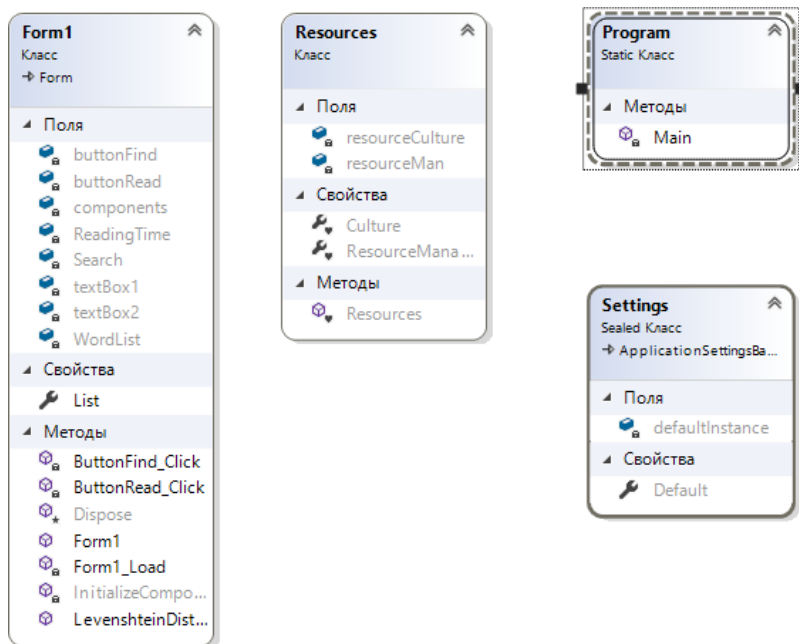 Form1
Класс
Form
Поля
buttonFind
buttonRead
components
ReadingTime
Search
textBox1
textBox2
WordList
Свойства
List
Методы
ButtonFind_Click
ButtonRead_Click
Dispose
Form1
Form1_Load
InitializeCompo...
LevenshteinDist...
Resources
Класс
Поля
resourceCulture
resourceMan
Свойства
Culture
ResourceMana...
Методы
Resources
Program
Static Класс
Методы
Main
Settings
Sealed Класс
ApplicationSettingsBa...
Поля
defaultInstance
Свойства
Default